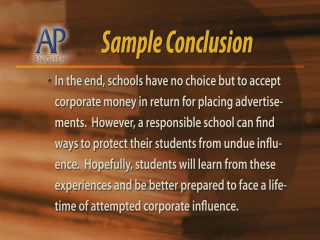 AP
ENGLISH
Sample Conclusion
• In the end, schools have no choice but to accept
corporate money in return for placing advertise-
ments. However, a responsible school can find
ways to protect their students from undue influ-
ence. Hopefully, students will learn from these
experiences and be better prepared to face a life-
time of attempted corporate influence.